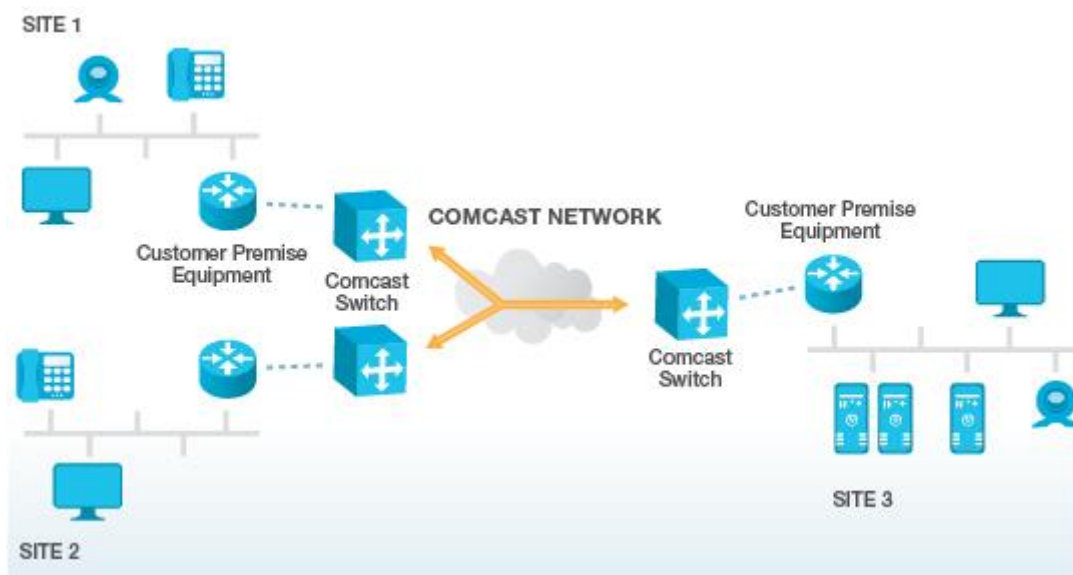 SITE 1
COMCAST NETWORK
Customer Premise
Equipment
Customer Premise
Equipment
Comcast
Switch
Comcast
Switch
SITE 3
SITE 2